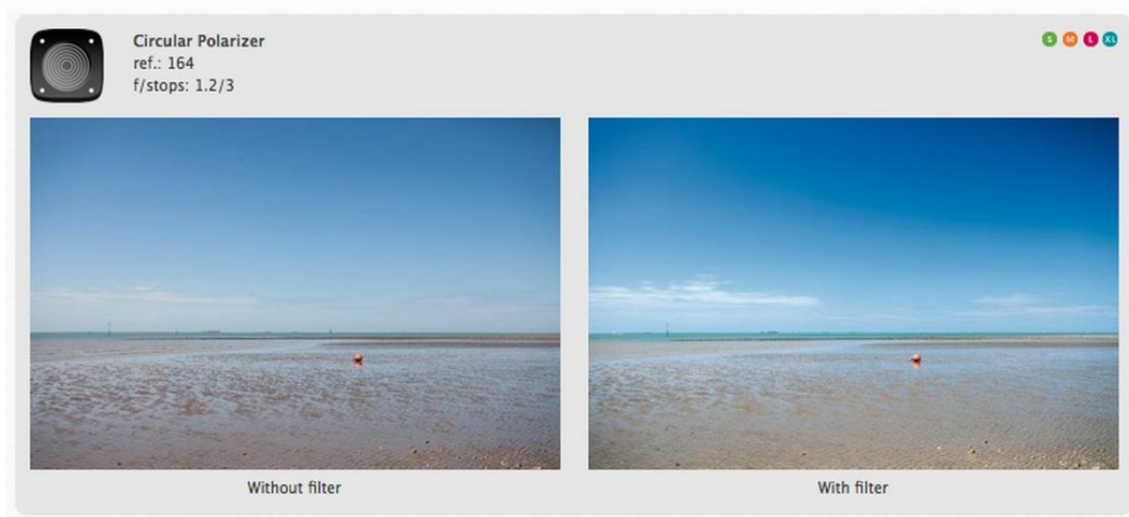 Circular Polarizer
ref.: 164
f/stops: 1.2/3
S M L XL
Without filter
With filter